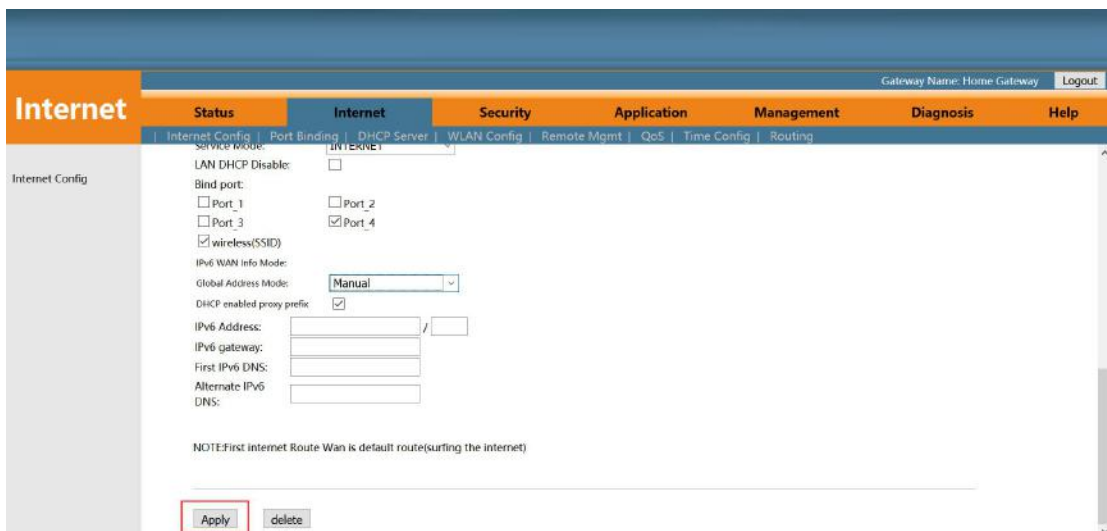 Gateway Name: Home Gateway Logout
Internet
Status Internet Security Application Management Diagnosis Help
| Internet Config | Port Binding | DHCP Server | WLAN Config | Remote Mgmt | QoS | Time Config | Routing
Internet Config
Service Mode: INTERNET
LAN DHCP Disable:
Bind port:
Port_1 Port_2
Port_3 Port_4
wireless(SSID)
IPv6 WAN Info Mode:
Global Address Mode: Manual
DHCP enabled proxy prefix
IPv6 Address: /
IPv6 gateway:
First IPv6 DNS:
Alternate IPv6
DNS:
NOTE:First internet Route Wan is default route(surfing the internet)
Apply delete